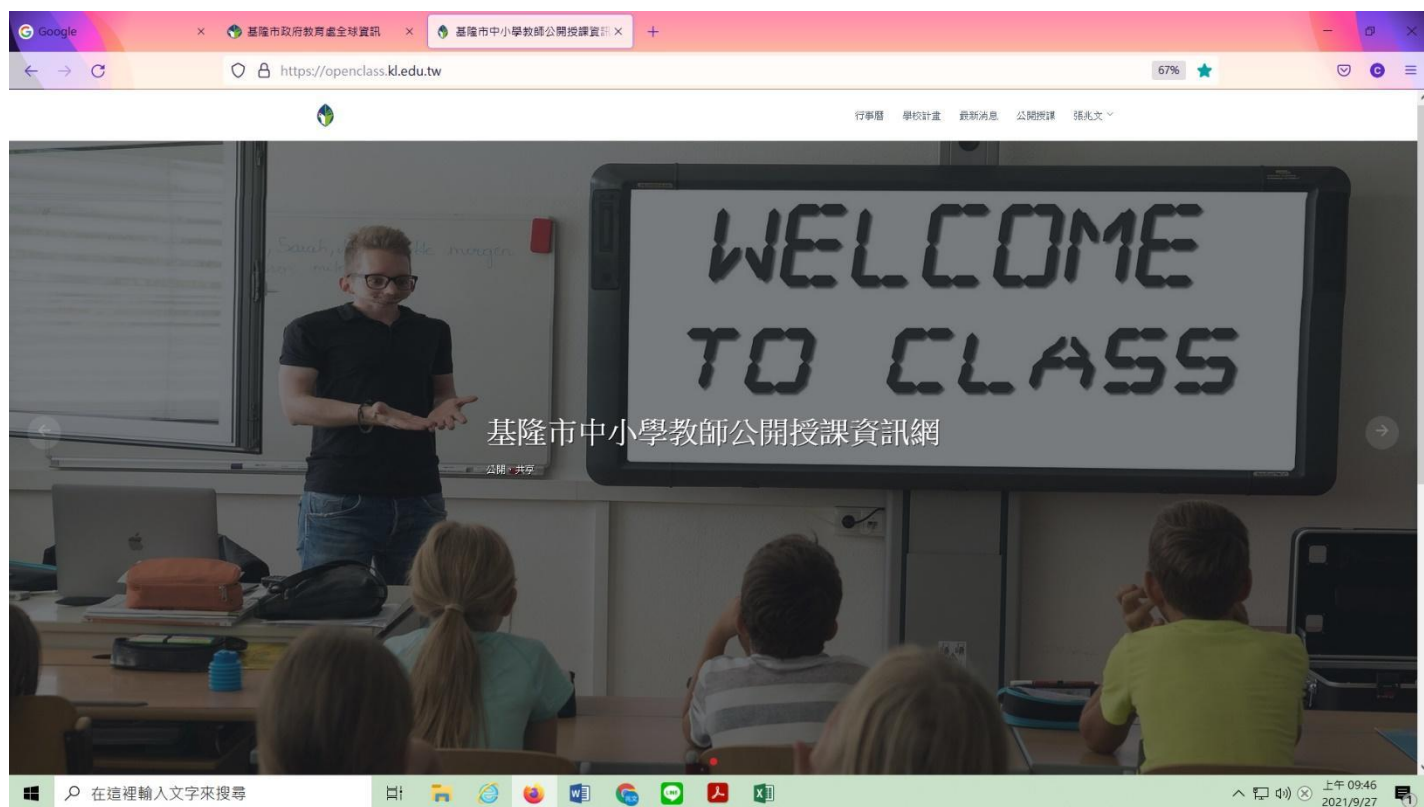 Google
基隆市政府教育處全球資訊
基隆市中小學教師公開授課資訊
https://openclass.kl.edu.tw
67%
C
行事曆 學校計畫 最新消息 公開授課 張兆文
WELCOME
TO CLASS
Sarah,
morgen
基隆市中小學教師公開授課資訊網
公開、共享
在這裡輸入文字來搜尋
上午 09:46
2021/9/27
1